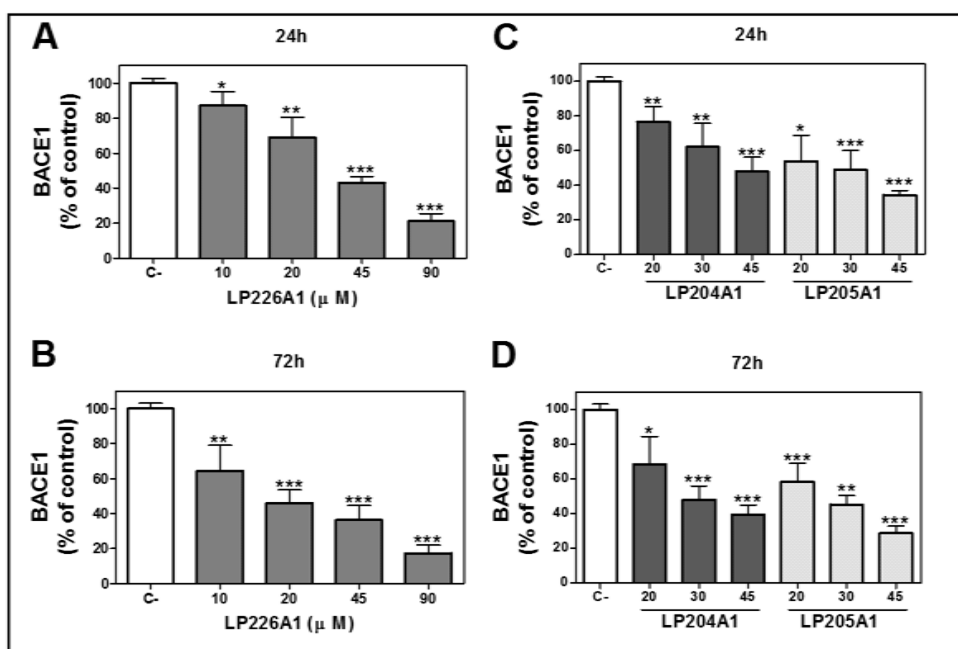 A
24h
BACE1
(% of control)
100
80
60
40
20
0
*
**
***
***
C-
10
20
45
90
LP226A1 (μ M)
C
24h
BACE1
(% of control)
100
80
60
40
20
0
**
**
***
*
***
***
C-
20
30
45
20
30
45
LP204A1
LP205A1
B
72h
BACE1
(% of control)
100
80
60
40
20
0
**
***
***
***
C-
10
20
45
90
LP226A1 (μ M)
D
72h
BACE1
(% of control)
100
80
60
40
20
0
*
***
***
***
**
***
C-
20
30
45
20
30
45
LP204A1
LP205A1